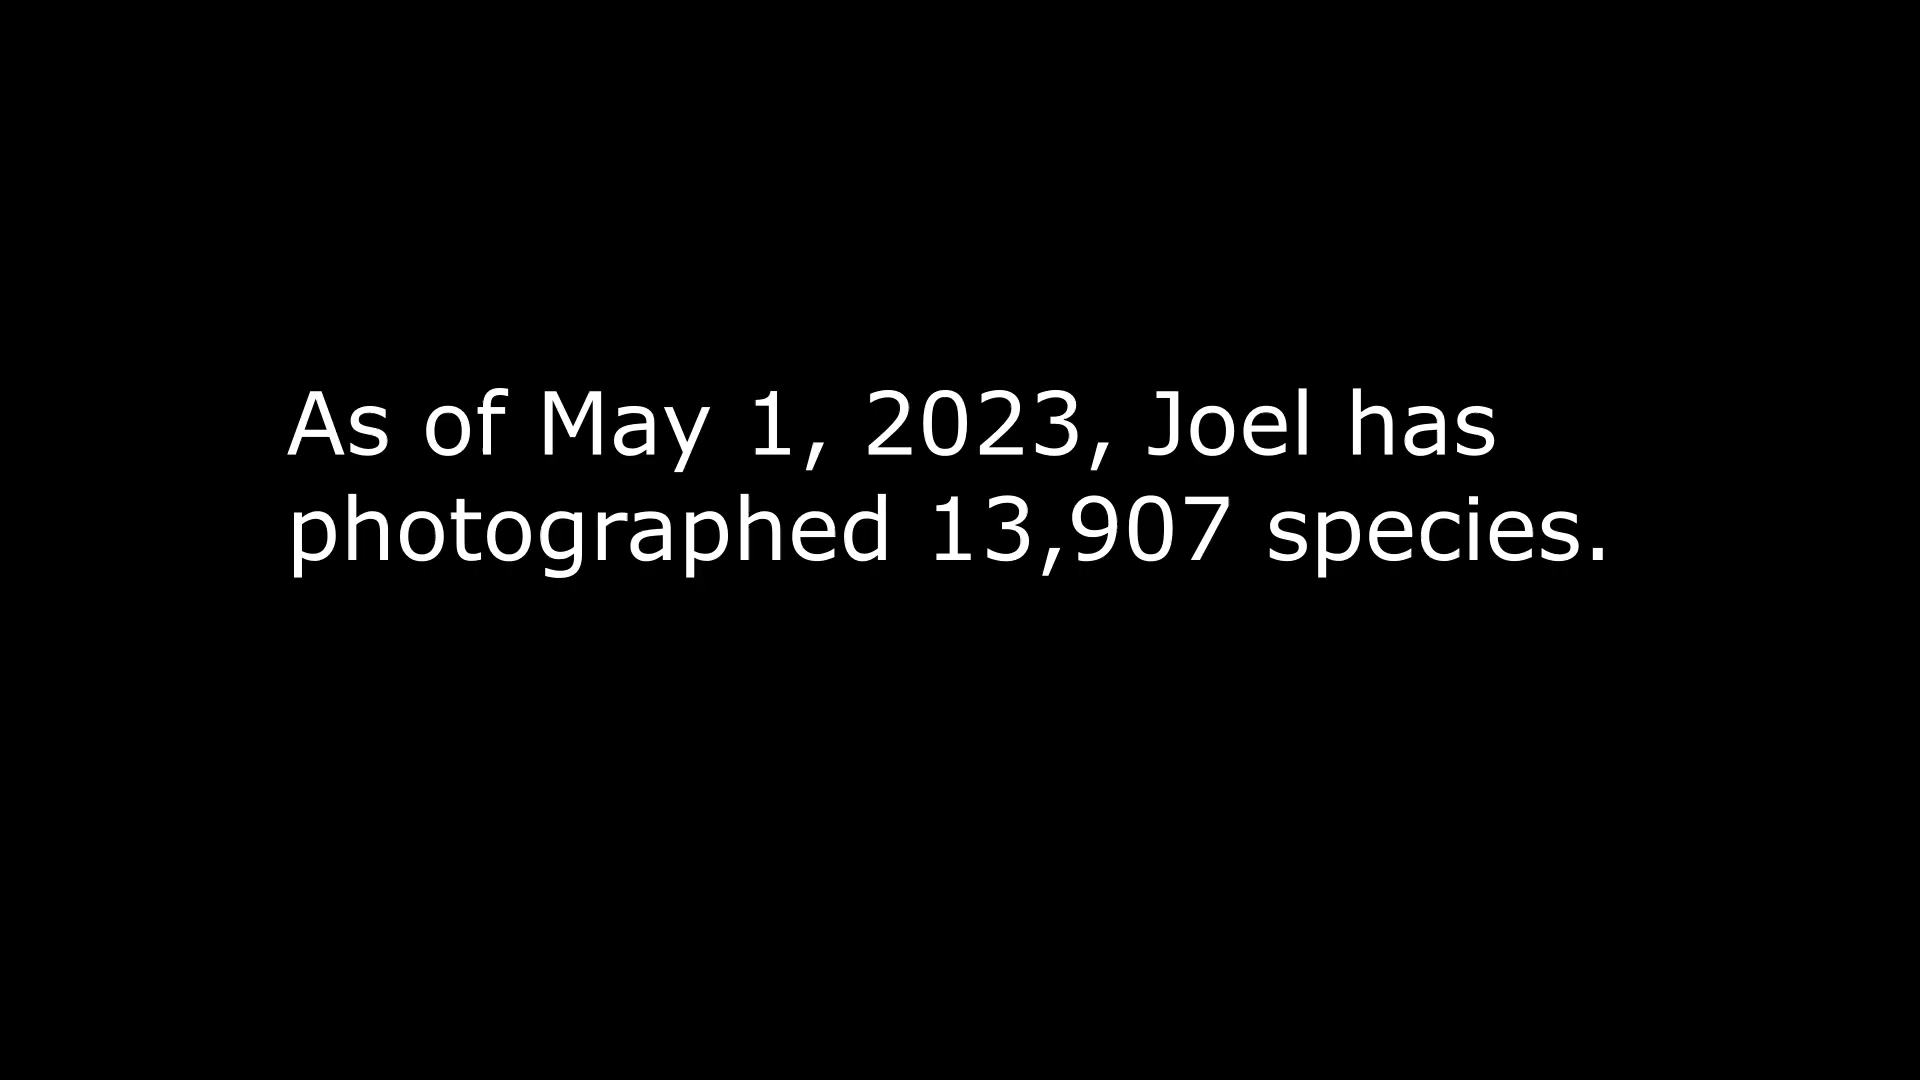 As of May 1, 2023, Joel has
photographed 13,907 species.